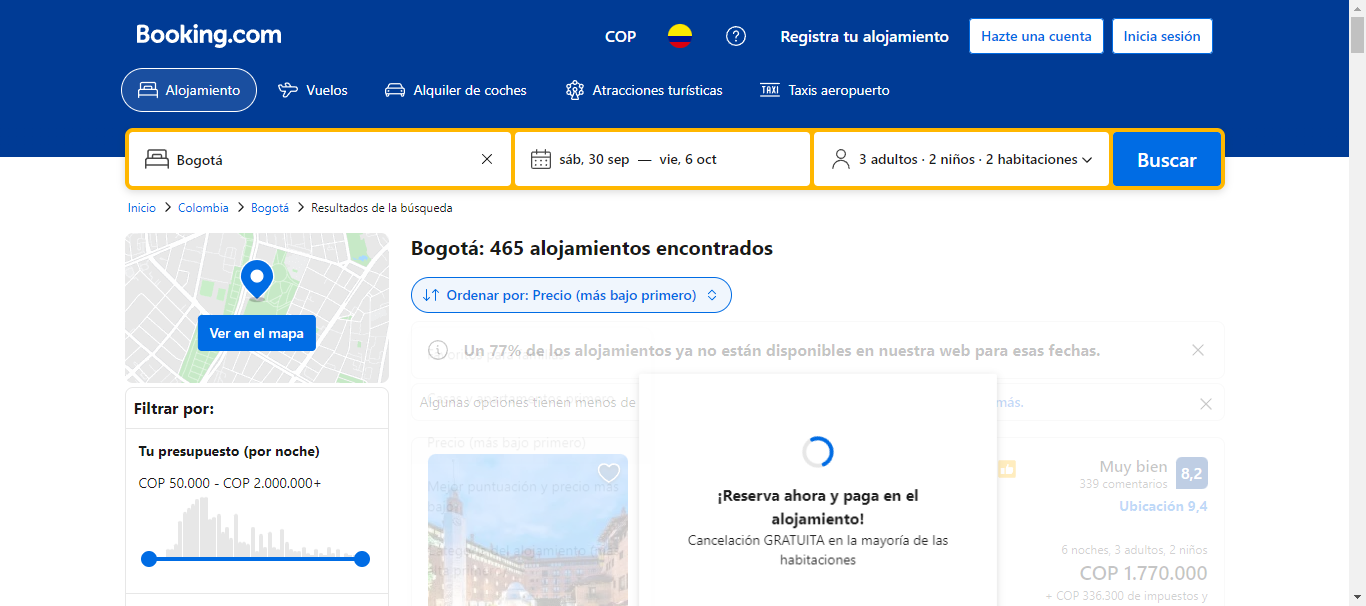 Booking.com
COP
Registra tu alojamiento
Hazte una cuenta
Inicia sesión
Alojamiento
Vuelos
Alquiler de coches
Atracciones turísticas
TAXI
Taxis aeropuerto
Bogotá
sáb, 30 sep — vie, 6 oct
3 adultos · 2 niños · 2 habitaciones
Buscar
Inicio > Colombia > Bogotá > Resultados de la búsqueda
Ver en el mapa
Filtrar por:
Tu presupuesto (por noche)
COP 50.000 - COP 2.000.000+
Bogotá: 465 alojamientos encontrados
Ordenar por: Precio (más bajo primero)
Un 77% de los alojamientos ya no están disponibles en nuestra web para esas fechas.
Algunas opciones tienen menos de
más.
Precio (más bajo primero)
Mejor puntuación y precio más
bajo
¡Reserva ahora y paga en el
alojamiento!
Cancelación GRATUITA en la mayoría de las
habitaciones
Muy bien
8,2
339 comentarios
Ubicación 9,4
6 noches, 3 adultos, 2 niños
COP 1.770.000
+ COP 336.300 de impuestos y